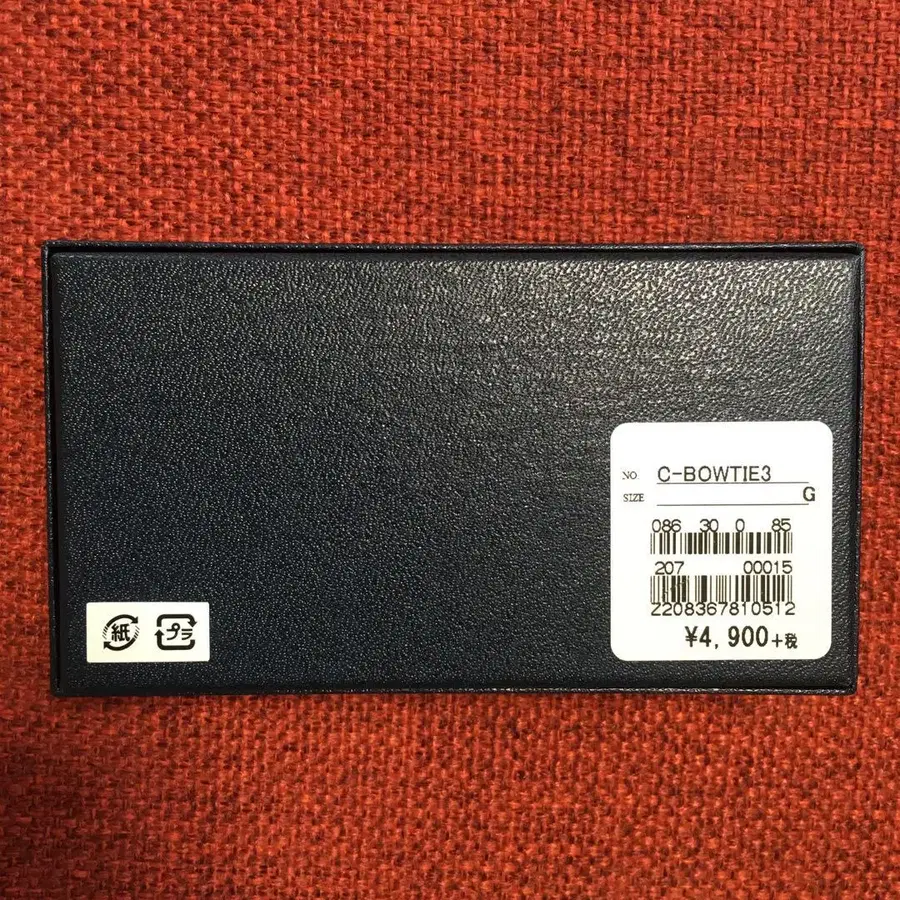 NO. C-BOWTIE3
SIZE G
086 30 0 85
207 00015
Z208367810512
¥4,900+税
紙 プラ